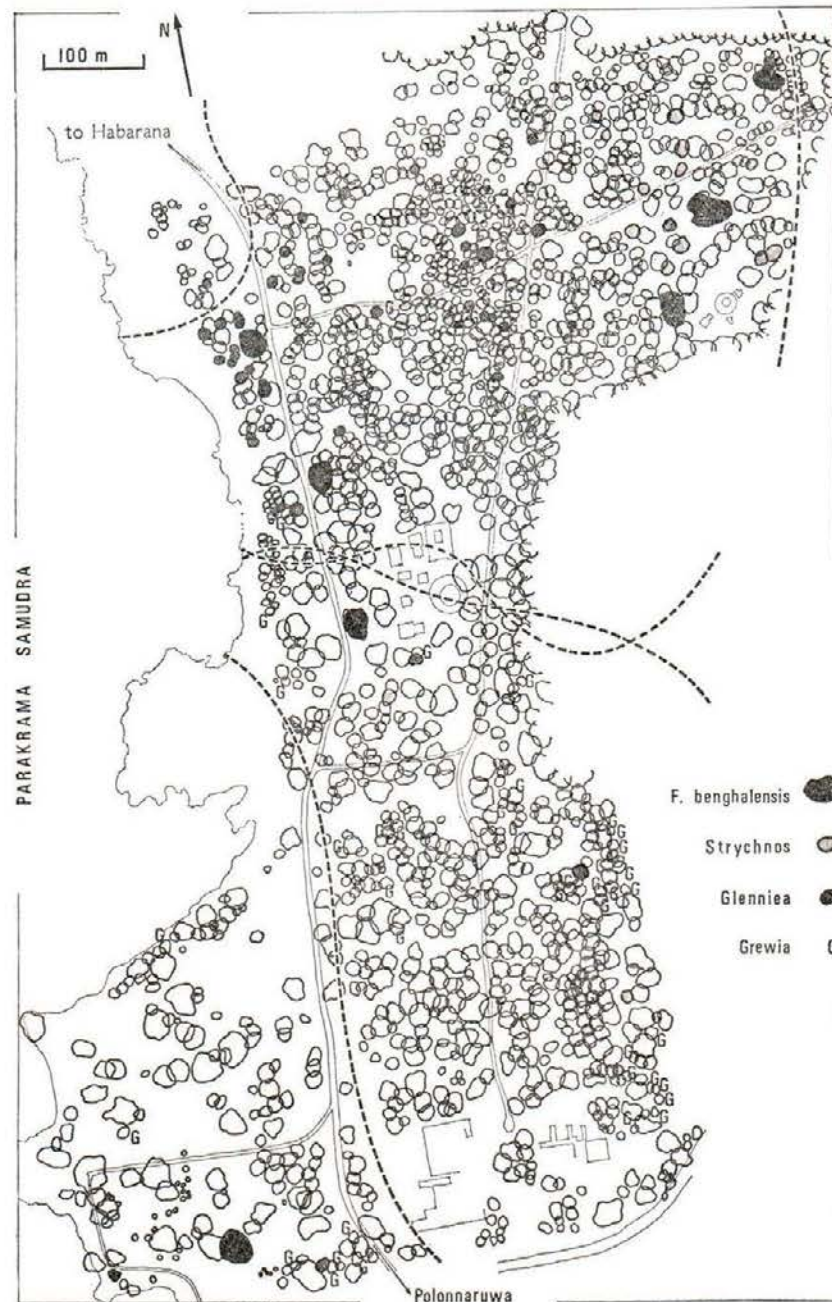 N
100 m
to Habarana
PARAKRAMA SAMUDRA
F. benghalensis
Strychnos
Glenniea
Grewia
Polonnaruwa